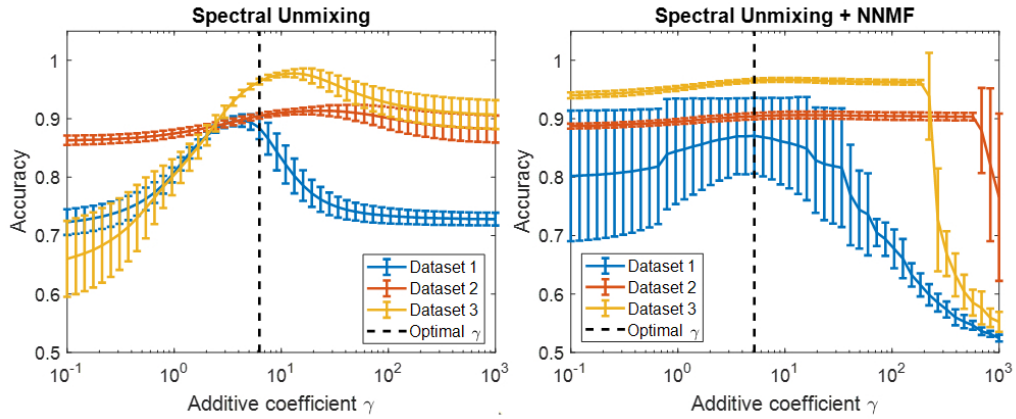 Spectral Unmixing
Accuracy
1
0.9
0.8
0.7
0.6
0.5
10^-1
10^0
10^1
10^2
10^3
Additive coefficient γ
Dataset 1
Dataset 2
Dataset 3
Optimal γ
Spectral Unmixing + NNMF
Accuracy
1
0.9
0.8
0.7
0.6
0.5
10^-1
10^0
10^1
10^2
10^3
Additive coefficient γ
Dataset 1
Dataset 2
Dataset 3
Optimal γ